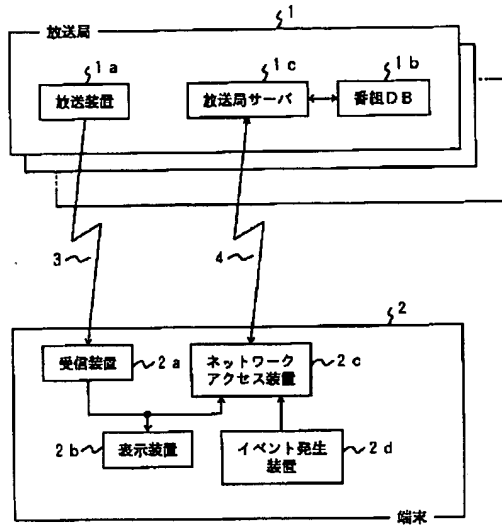 1
放送局
1a
1c
1b
放送装置
放送局サーバ
番組DB
3
4
2
受信装置
2a
ネットワーク
アクセス装置
2c
2b
表示装置
イベント発生
装置
2d
端末